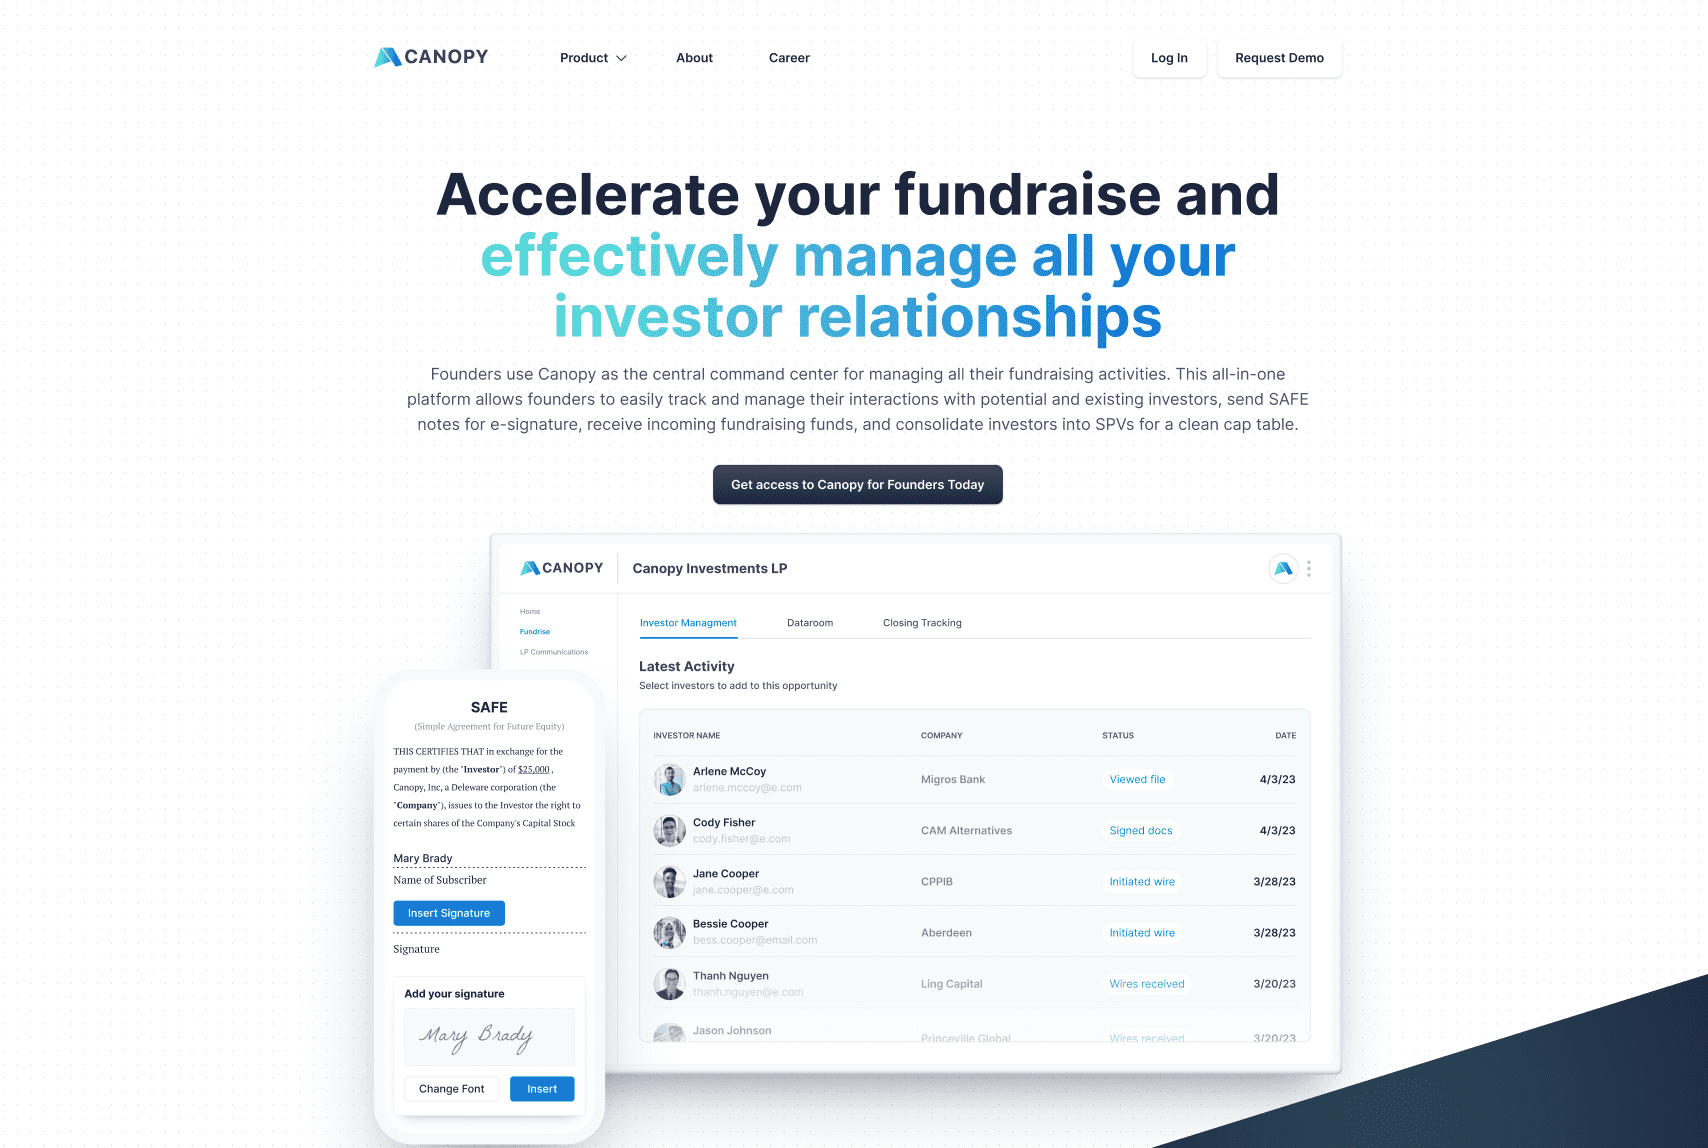 CANOPY
Product
About
Career
Log In
Request Demo
Accelerate your fundraise and
effectively manage all your
investor relationships
Founders use Canopy as the central command center for managing all their fundraising activities. This all-in-one
platform allows founders to easily track and manage their interactions with potential and existing investors, send SAFE
notes for e-signature, receive incoming fundraising funds, and consolidate investors into SPVs for a clean cap table.
Get access to Canopy for Founders Today
CANOPY
Canopy Investments LP
Home
Fundrise
LP Communications
Investor Managment
Dataroom
Closing Tracking
Latest Activity
Select investors to add to this opportunity
INVESTOR NAME COMPANY STATUS DATE
Arlene McCoy
arlene.mccoy@e.com
Migros Bank
Viewed file
4/3/23
Cody Fisher
cody.fisher@e.com
CAM Alternatives
Signed docs
4/3/23
Jane Cooper
jane.cooper@e.com
CPPIB
Initiated wire
3/28/23
Bessie Cooper
bess.cooper@email.com
Aberdeen
Initiated wire
3/28/23
Thanh Nguyen
thanh.nguyen@e.com
Ling Capital
Wires received
3/20/23
Jason Johnson
Princeville Global
Wires received
3/20/23
SAFE
(Simple Agreement for Future Equity)
THIS CERTIFIES THAT in exchange for the
payment by (the "Investor") of $25,000 ,
Canopy, Inc, a Deleware corporation (the
"Company"), issues to the Investor the right to
certain shares of the Company's Capital Stock
Mary Brady
Name of Subscriber
Insert Signature
Signature
Add your signature
Mary Brady
Change Font
Insert